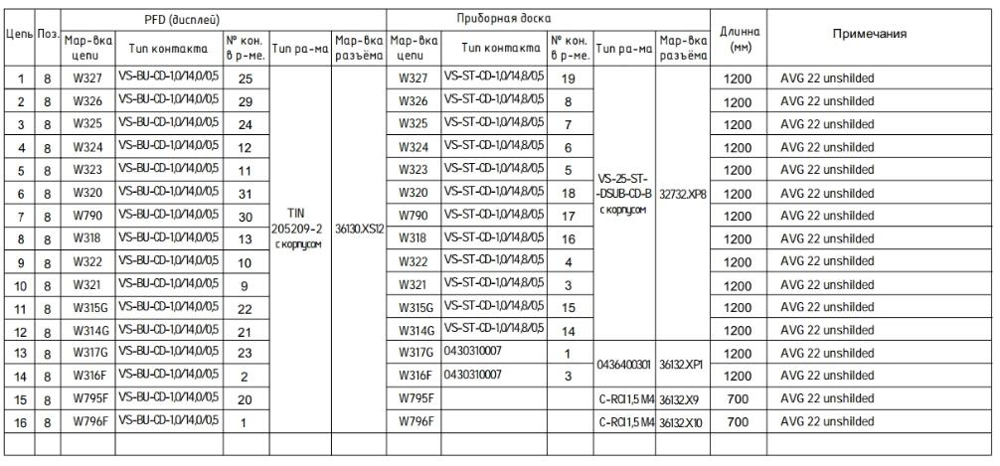 Цепь Поз. PFD (дисплей) Приборная доска Длинна (мм) Примечания
Мар-вка цепи Тип контакта № кон. в р-ме. Тип ра-ма Мар-вка разъёма Мар-вка цепи Тип контакта № кон. в р-ме. Тип ра-ма Мар-вка разъёма
1 8 W327 VS-BU-CD-1,0/14,0/0,5 25 W327 VS-ST-CD-1,0/14,8/0,5 19 1200 AVG 22 unshilded
2 8 W326 VS-BU-CD-1,0/14,0/0,5 29 W326 VS-ST-CD-1,0/14,8/0,5 8 1200 AVG 22 unshilded
3 8 W325 VS-BU-CD-1,0/14,0/0,5 24 W325 VS-ST-CD-1,0/14,8/0,5 7 1200 AVG 22 unshilded
4 8 W324 VS-BU-CD-1,0/14,0/0,5 12 W324 VS-ST-CD-1,0/14,8/0,5 6 1200 AVG 22 unshilded
5 8 W323 VS-BU-CD-1,0/14,0/0,5 11 W323 VS-ST-CD-1,0/14,8/0,5 5 1200 AVG 22 unshilded
6 8 W320 VS-BU-CD-1,0/14,0/0,5 31 W320 VS-ST-CD-1,0/14,8/0,5 18 VS-25-ST--DSUB-CD-B с корпусом 32732.XP8 1200 AVG 22 unshilded
7 8 W790 VS-BU-CD-1,0/14,0/0,5 30 TIN 205209-2 с корпусом 36130.XS12 W790 VS-ST-CD-1,0/14,8/0,5 17 1200 AVG 22 unshilded
8 8 W318 VS-BU-CD-1,0/14,0/0,5 13 W318 VS-ST-CD-1,0/14,8/0,5 16 1200 AVG 22 unshilded
9 8 W322 VS-BU-CD-1,0/14,0/0,5 10 W322 VS-ST-CD-1,0/14,8/0,5 4 1200 AVG 22 unshilded
10 8 W321 VS-BU-CD-1,0/14,0/0,5 9 W321 VS-ST-CD-1,0/14,8/0,5 3 1200 AVG 22 unshilded
11 8 W315G VS-BU-CD-1,0/14,0/0,5 22 W315G VS-ST-CD-1,0/14,8/0,5 15 1200 AVG 22 unshilded
12 8 W314G VS-BU-CD-1,0/14,0/0,5 21 W314G VS-ST-CD-1,0/14,8/0,5 14 1200 AVG 22 unshilded
13 8 W317G VS-BU-CD-1,0/14,0/0,5 23 W317G 0430310007 1 0436400301 36132.XP1 1200 AVG 22 unshilded
14 8 W316F VS-BU-CD-1,0/14,0/0,5 2 W316F 0430310007 3 1200 AVG 22 unshilded
15 8 W795F VS-BU-CD-1,0/14,0/0,5 20 W795F C-RCI 1,5 M4 36132.X9 700 AVG 22 unshilded
16 8 W796F VS-BU-CD-1,0/14,0/0,5 1 W796F C-RCI 1,5 M4 36132.X10 700 AVG 22 unshilded